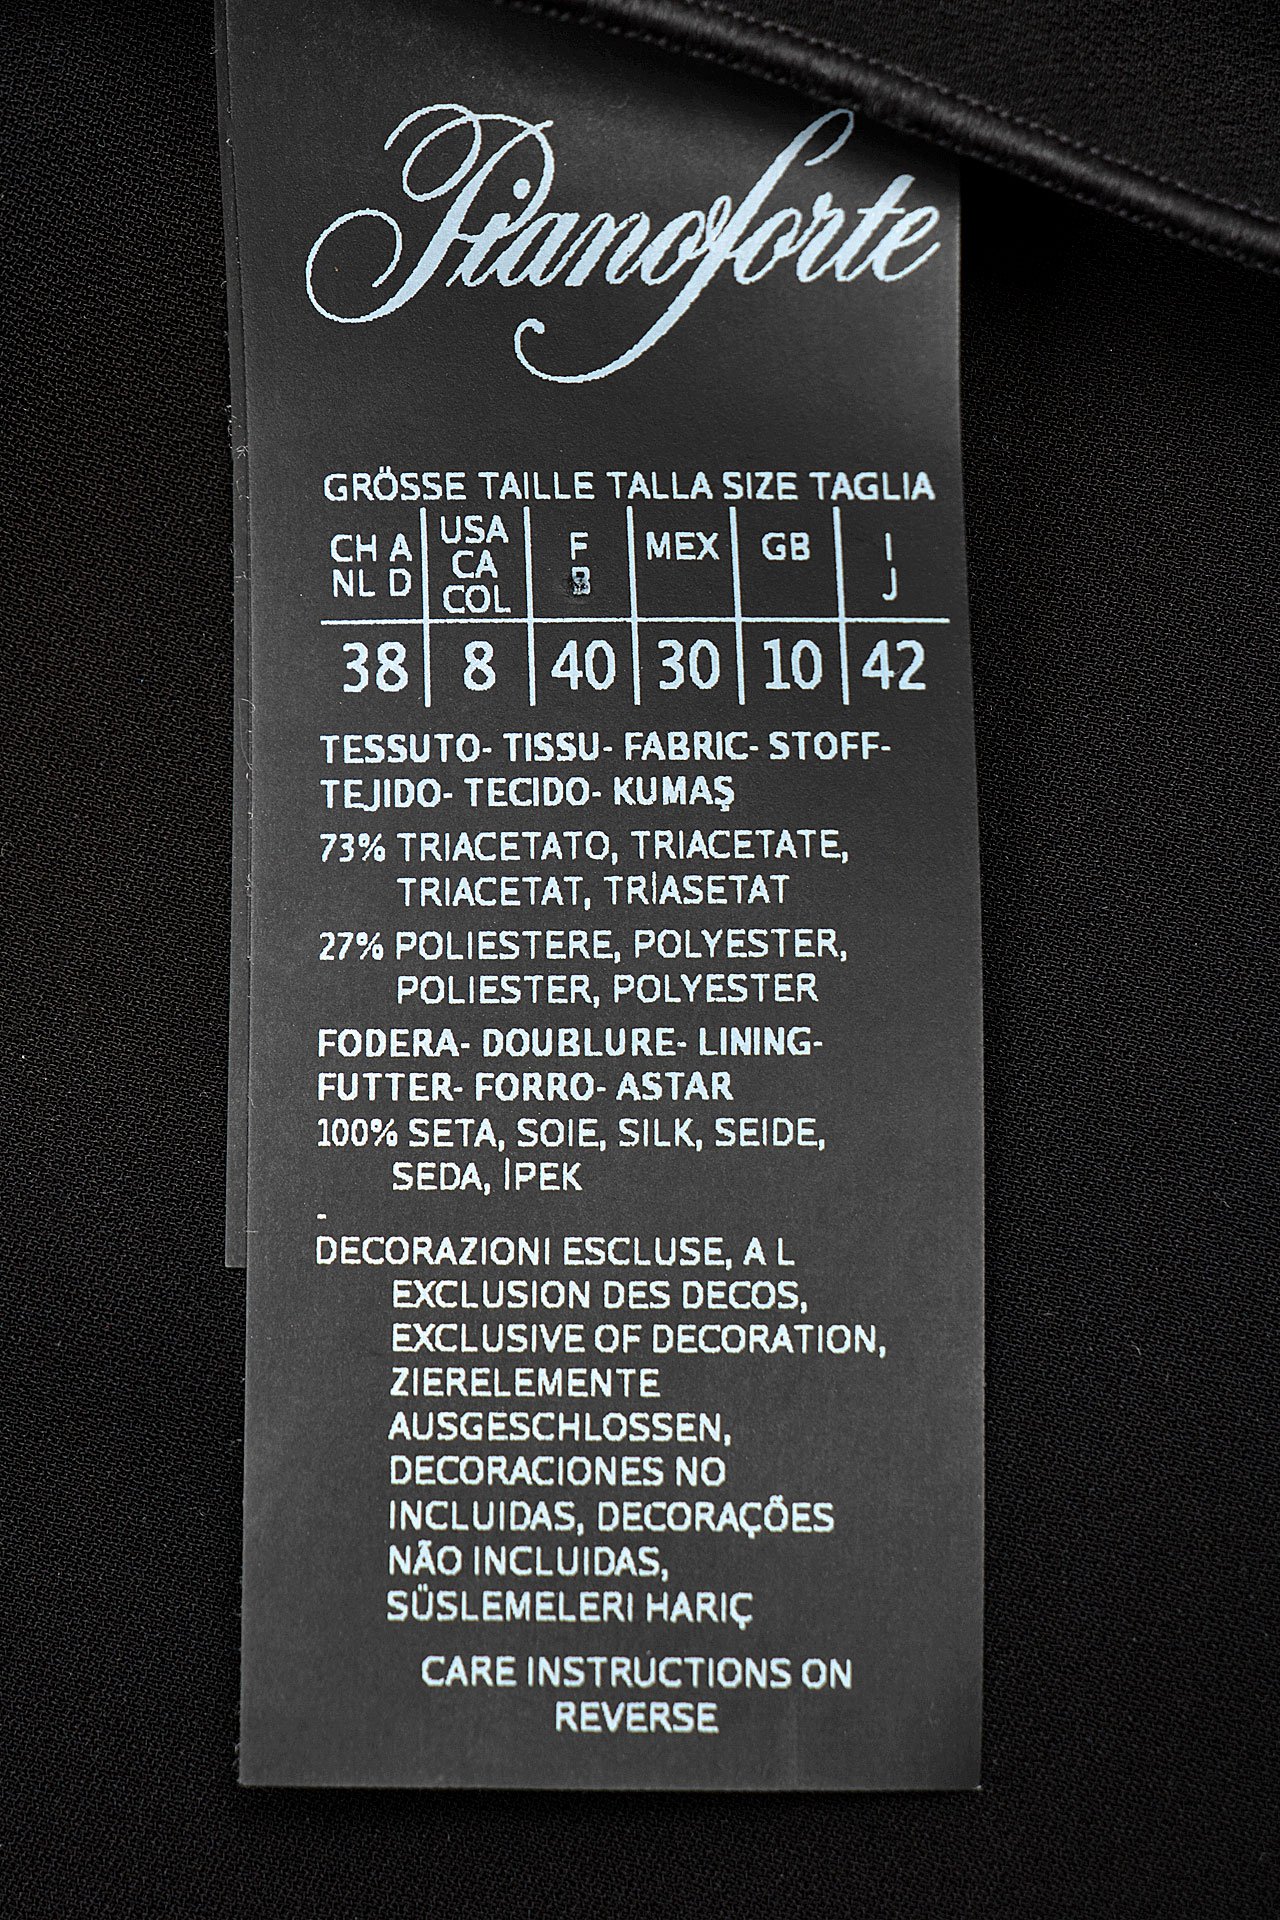 Pianoforte
GRÖSSE TAILLE TALLA SIZE TAGLIA
CH A NL D | USA CA COL | F B | MEX | GB | I J
38 | 8 | 40 | 30 | 10 | 42
TESSUTO- TISSU- FABRIC- STOFF-
TEJIDO- TECIDO- KUMAŞ
73% TRIACETATO, TRIACETATE,
TRIACETAT, TRİASETAT
27% POLIESTERE, POLYESTER,
POLIESTER, POLYESTER
FODERA- DOUBLURE- LINING-
FUTTER- FORRO- ASTAR
100% SETA, SOIE, SILK, SEIDE,
SEDA, İPEK
-
DECORAZIONI ESCLUSE, A L
EXCLUSION DES DECOS,
EXCLUSIVE OF DECORATION,
ZIERELEMENTE
AUSGESCHLOSSEN,
DECORACIONES NO
INCLUIDAS, DECORAÇÕES
NÃO INCLUIDAS,
SÜSLEMELERI HARIÇ
CARE INSTRUCTIONS ON
REVERSE